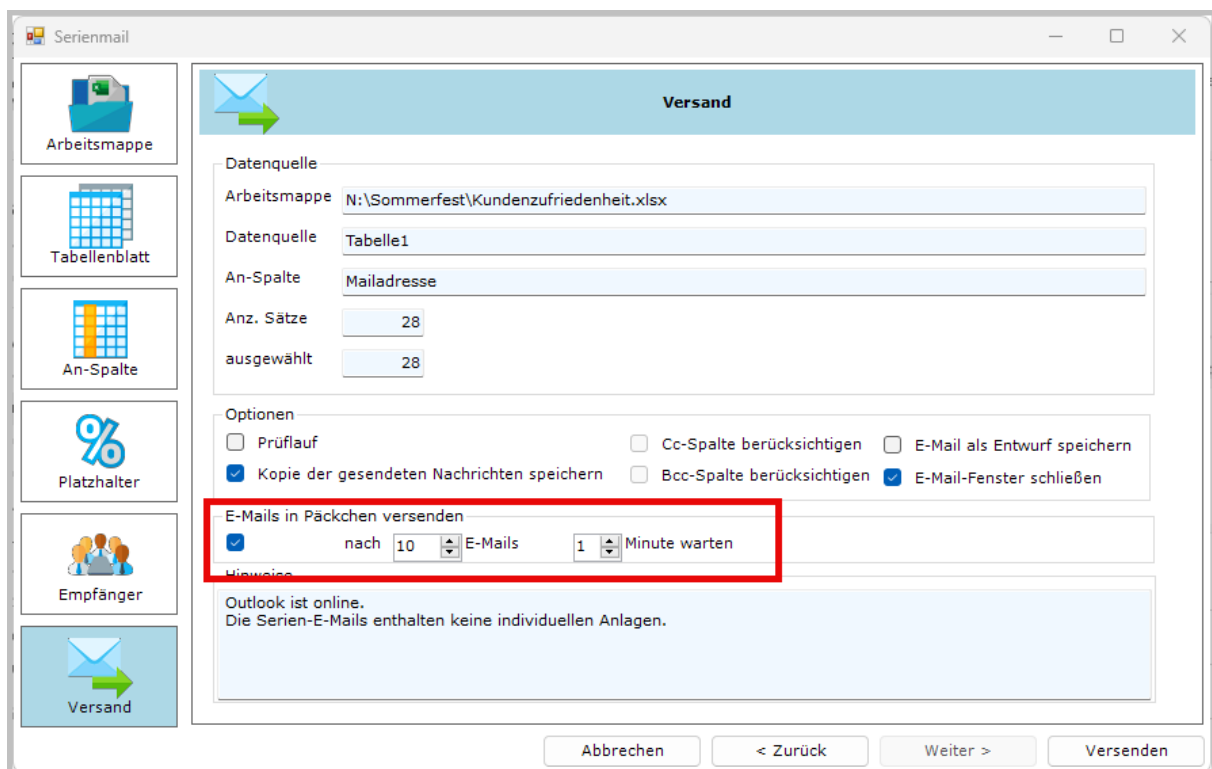 Serienmail
Arbeitsmappe
Tabellenblatt
An-Spalte
Platzhalter
Empfänger
Versand
Versand
Datenquelle
Arbeitsmappe N:\Sommerfest\Kundenzufriedenheit.xlsx
Datenquelle Tabelle1
An-Spalte Mailadresse
Anz. Sätze 28
ausgewählt 28
Optionen
Prüflauf Cc-Spalte berücksichtigen E-Mail als Entwurf speichern
Kopie der gesendeten Nachrichten speichern Bcc-Spalte berücksichtigen E-Mail-Fenster schließen
E-Mails in Päckchen versenden
nach 10 E-Mails 1 Minute warten
Hinweise
Outlook ist online.
Die Serien-E-Mails enthalten keine individuellen Anlagen.
Abbrechen < Zurück Weiter > Versenden